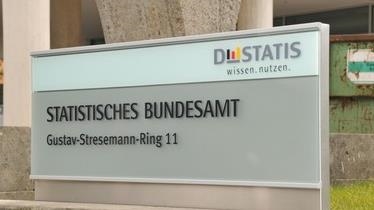 DESTATIS
wissen.nutzen.
STATISTISCHES BUNDESAMT
Gustav-Stresemann-Ring 11